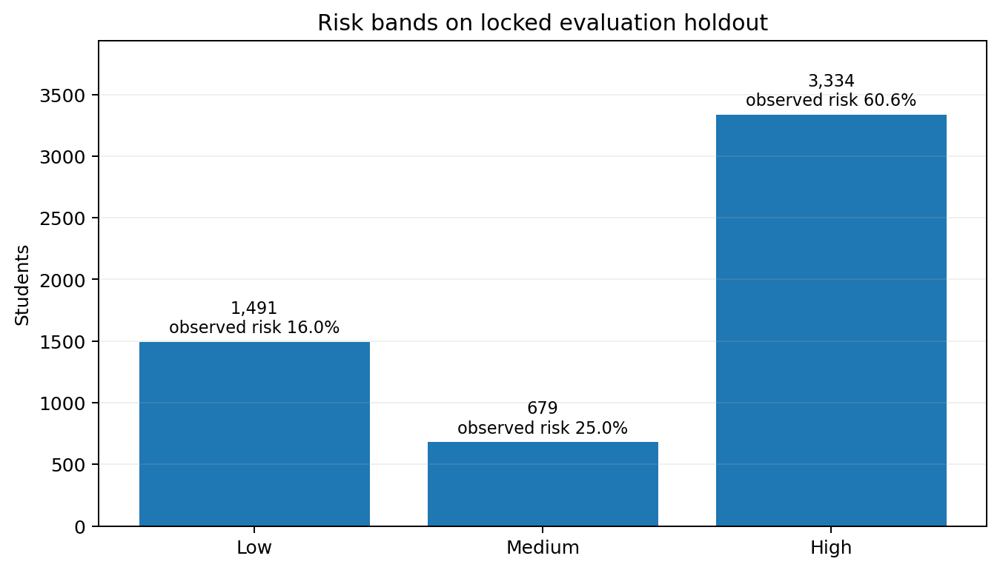 Risk bands on locked evaluation holdout
Students
3500
3000
2500
2000
1500
1000
500
0
1,491
observed risk 16.0%
679
observed risk 25.0%
3,334
observed risk 60.6%
Low
Medium
High